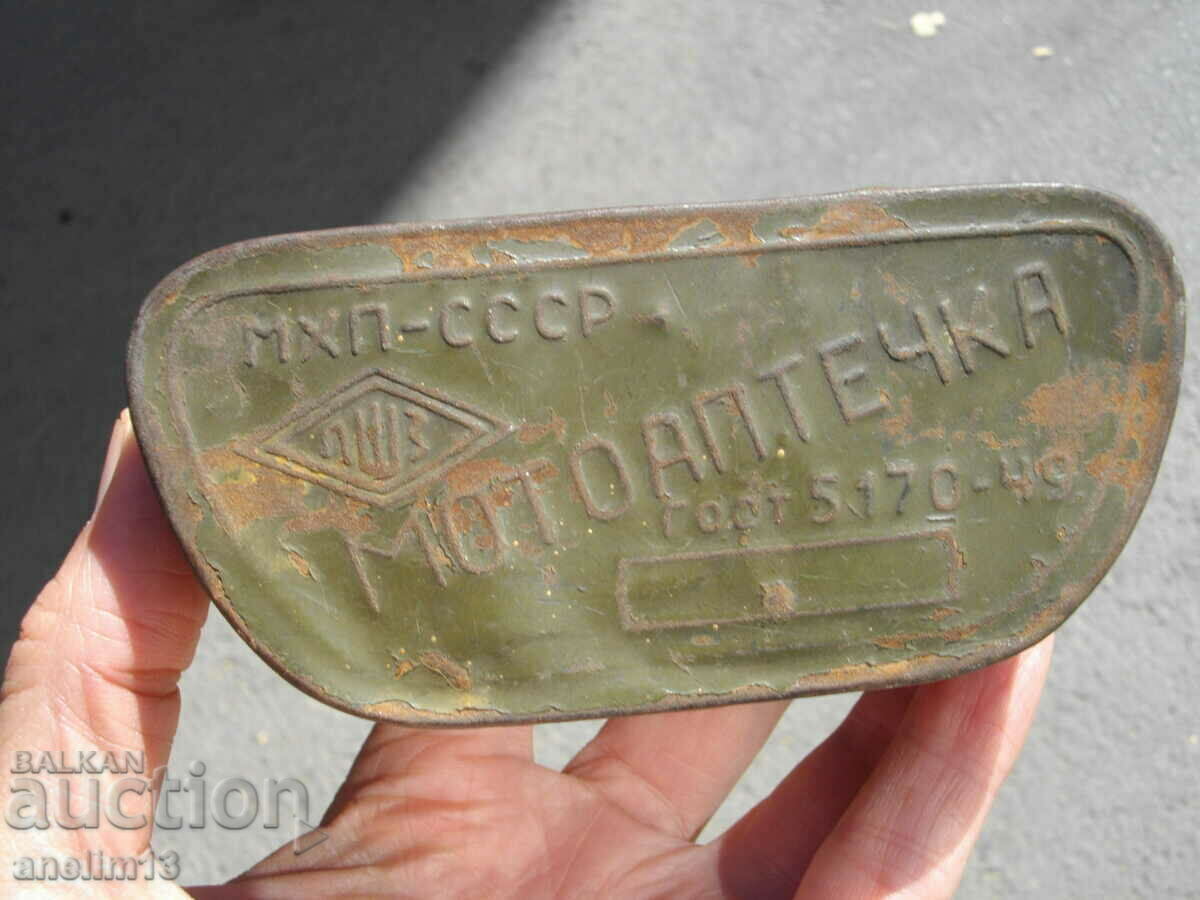 МХП-СССР
МОТОАПТЕЧКА
ГОСТ 5170-49
BALKAN
auction
anelim13